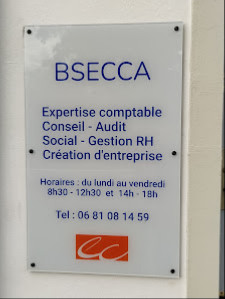 BSECCA
Expertise comptable
Conseil - Audit
Social - Gestion RH
Création d'entreprise
Horaires : du lundi au vendredi
8h30 - 12h30 et 14h - 18h
Tel : 06 81 08 14 59